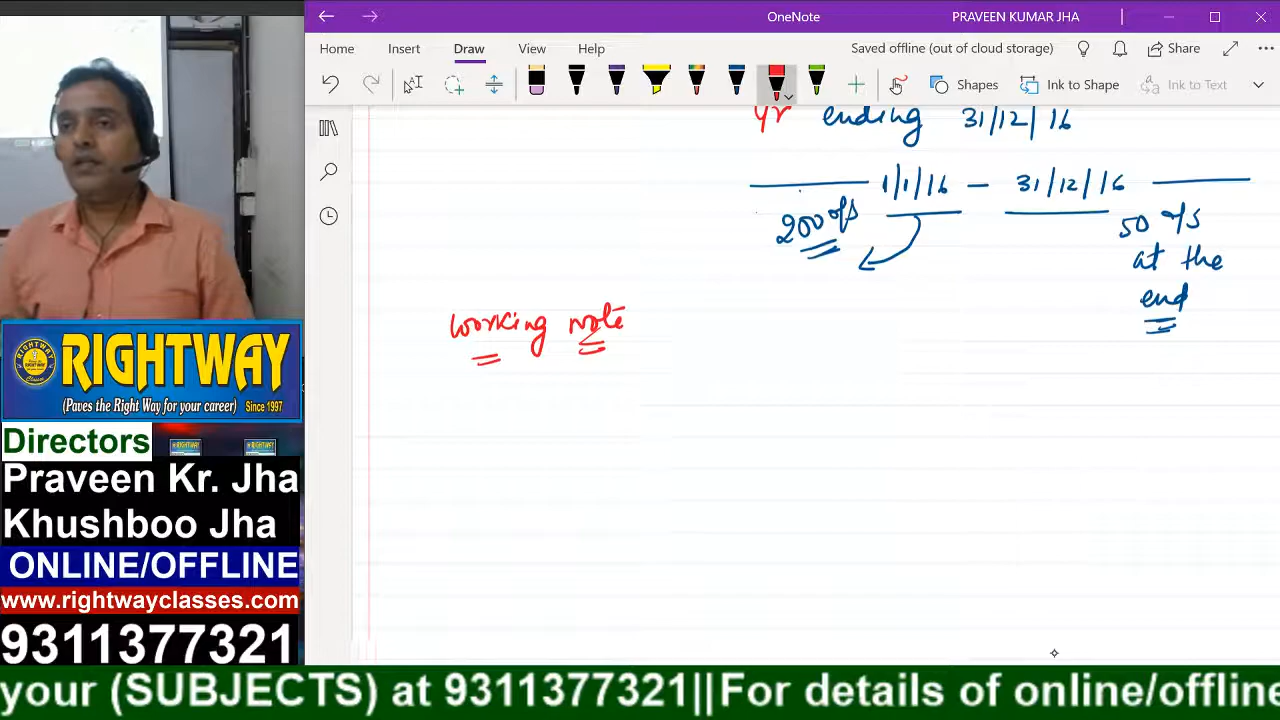 OneNote
PRAVEEN KUMAR JHA
Home Insert Draw View Help
Saved offline (out of cloud storage)
Share
Shapes
Ink to Shape
Ink to Text
yr ending 31/12/16
1/1/16 — 31/12/16
200 o/s
50 o/s
at the
end
working note
RIGHTWAY
(Paves the Right Way for your career) Since 1997
Directors
Praveen Kr. Jha
Khushboo Jha
ONLINE/OFFLINE
www.rightwayclasses.com
9311377321
your (SUBJECTS) at 9311377321||For details of online/offline